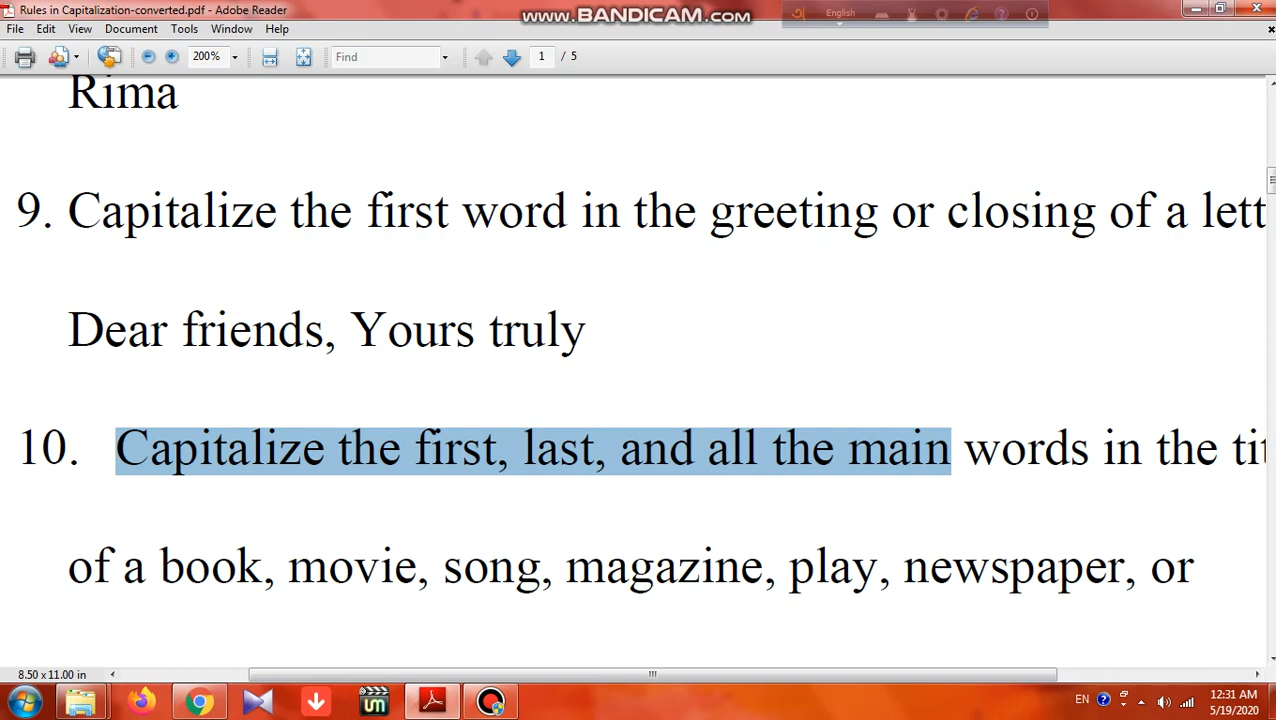 Rules in Capitalization-converted.pdf - Adobe Reader
www.BANDICAM.com
English
File Edit View Document Tools Window Help
200% Find 1 / 5
Rima
9. Capitalize the first word in the greeting or closing of a lett
Dear friends, Yours truly
10. Capitalize the first, last, and all the main words in the tit
of a book, movie, song, magazine, play, newspaper, or
8.50 x 11.00 in
EN 12:31 AM
5/19/2020